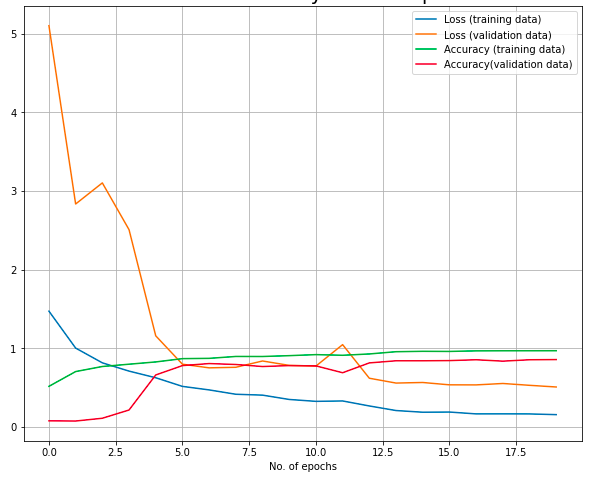 Loss (training data)
Loss (validation data)
Accuracy (training data)
Accuracy(validation data)
5
4
3
2
1
0
0.0 2.5 5.0 7.5 10.0 12.5 15.0 17.5
No. of epochs